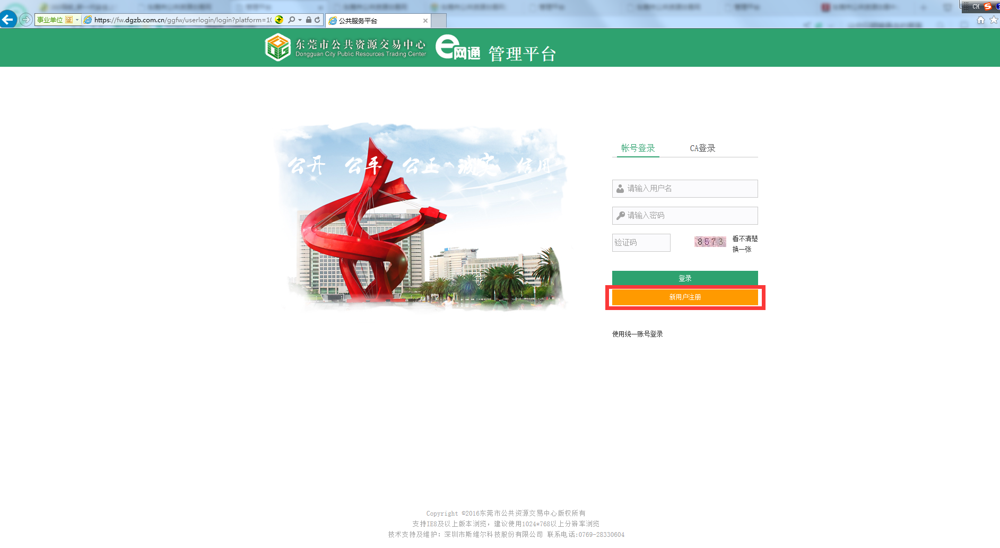 CH
事业单位 证
https://fw.dgzb.com.cn/ggfw/userlogin/login?platform=10
公共服务平台
东莞市公共资源交易中心
Dongguan City Public Resources Trading Center
e网通 管理平台
公开 公平 公正 诚实 信用
帐号登录 CA登录
请输入用户名
请输入密码
验证码
8573
看不清楚
换一张
登录
新用户注册
使用统一账号登录
Copyright ©2016东莞市公共资源交易中心版权所有
支持IE8及以上版本浏览，建议使用1024*768以上分辨率浏览
技术支持及维护：深圳市斯维尔科技股份有限公司 联系电话:0769-28330604